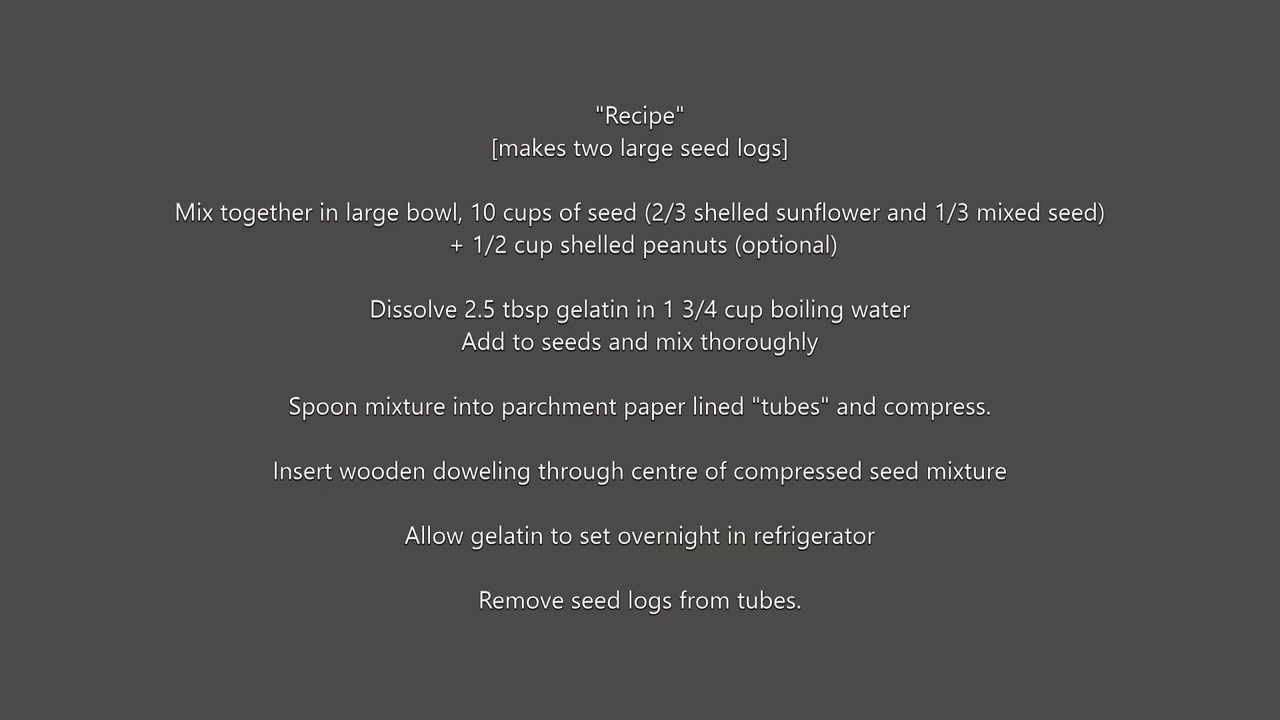 "Recipe"
[makes two large seed logs]
Mix together in large bowl, 10 cups of seed (2/3 shelled sunflower and 1/3 mixed seed)
+ 1/2 cup shelled peanuts (optional)
Dissolve 2.5 tbsp gelatin in 1 3/4 cup boiling water
Add to seeds and mix thoroughly
Spoon mixture into parchment paper lined "tubes" and compress.
Insert wooden doweling through centre of compressed seed mixture
Allow gelatin to set overnight in refrigerator
Remove seed logs from tubes.